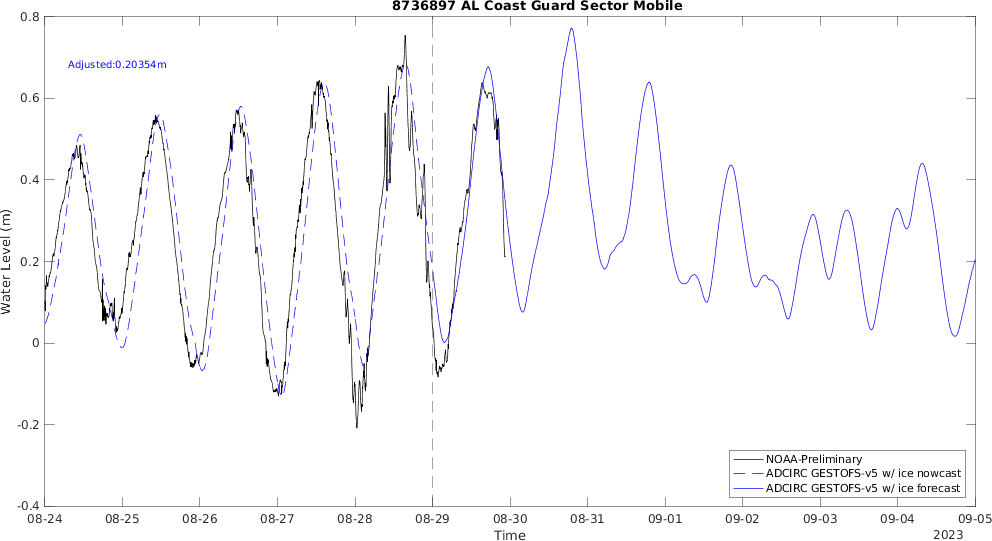 8736897 AL Coast Guard Sector Mobile
Adjusted:0.20354m
0.8
0.6
0.4
0.2
0
-0.2
-0.4
Water Level (m)
NOAA-Preliminary
ADCIRC GESTOFS-v5 w/ ice nowcast
ADCIRC GESTOFS-v5 w/ ice forecast
08-24 08-25 08-26 08-27 08-28 08-29 08-30 08-31 09-01 09-02 09-03 09-04 09-05
Time
2023